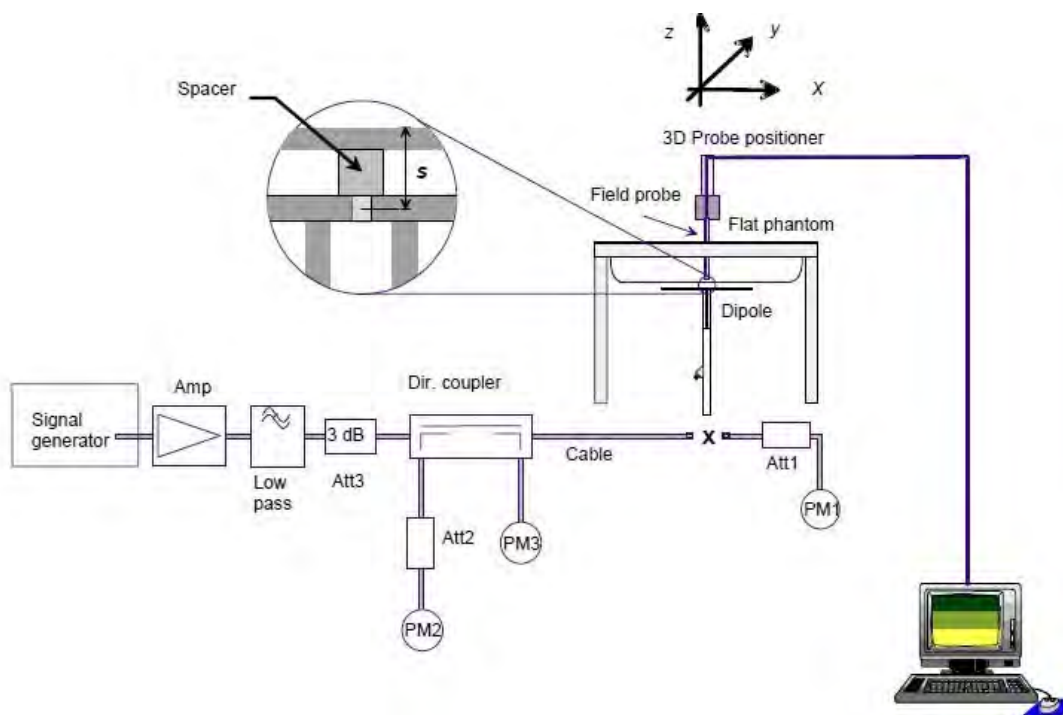 z
y
X
Spacer
s
3D Probe positioner
Field probe
Flat phantom
Dipole
Signal
generator
Amp
Low
pass
3 dB
Att3
Dir. coupler
Cable
X
Att1
PM1
Att2
PM3
PM2